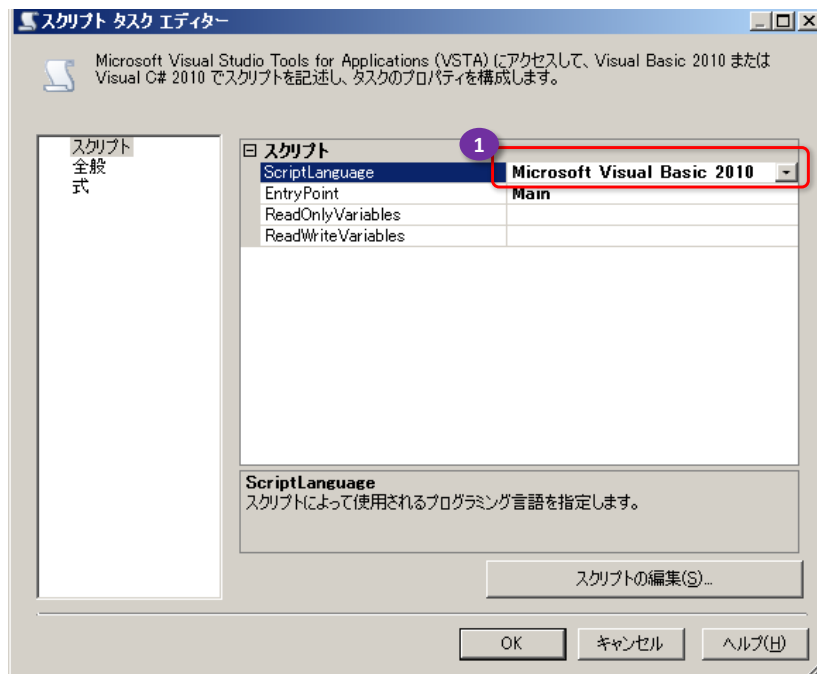 スクリプト タスク エディター
Microsoft Visual Studio Tools for Applications (VSTA) にアクセスして、Visual Basic 2010 または
Visual C# 2010 でスクリプトを記述し、タスクのプロパティを構成します。
スクリプト
全般
式
スクリプト
1
ScriptLanguage
Microsoft Visual Basic 2010
EntryPoint
Main
ReadOnlyVariables
ReadWriteVariables
ScriptLanguage
スクリプトによって使用されるプログラミング言語を指定します。
スクリプトの編集(S)...
OK
キャンセル
ヘルプ(H)